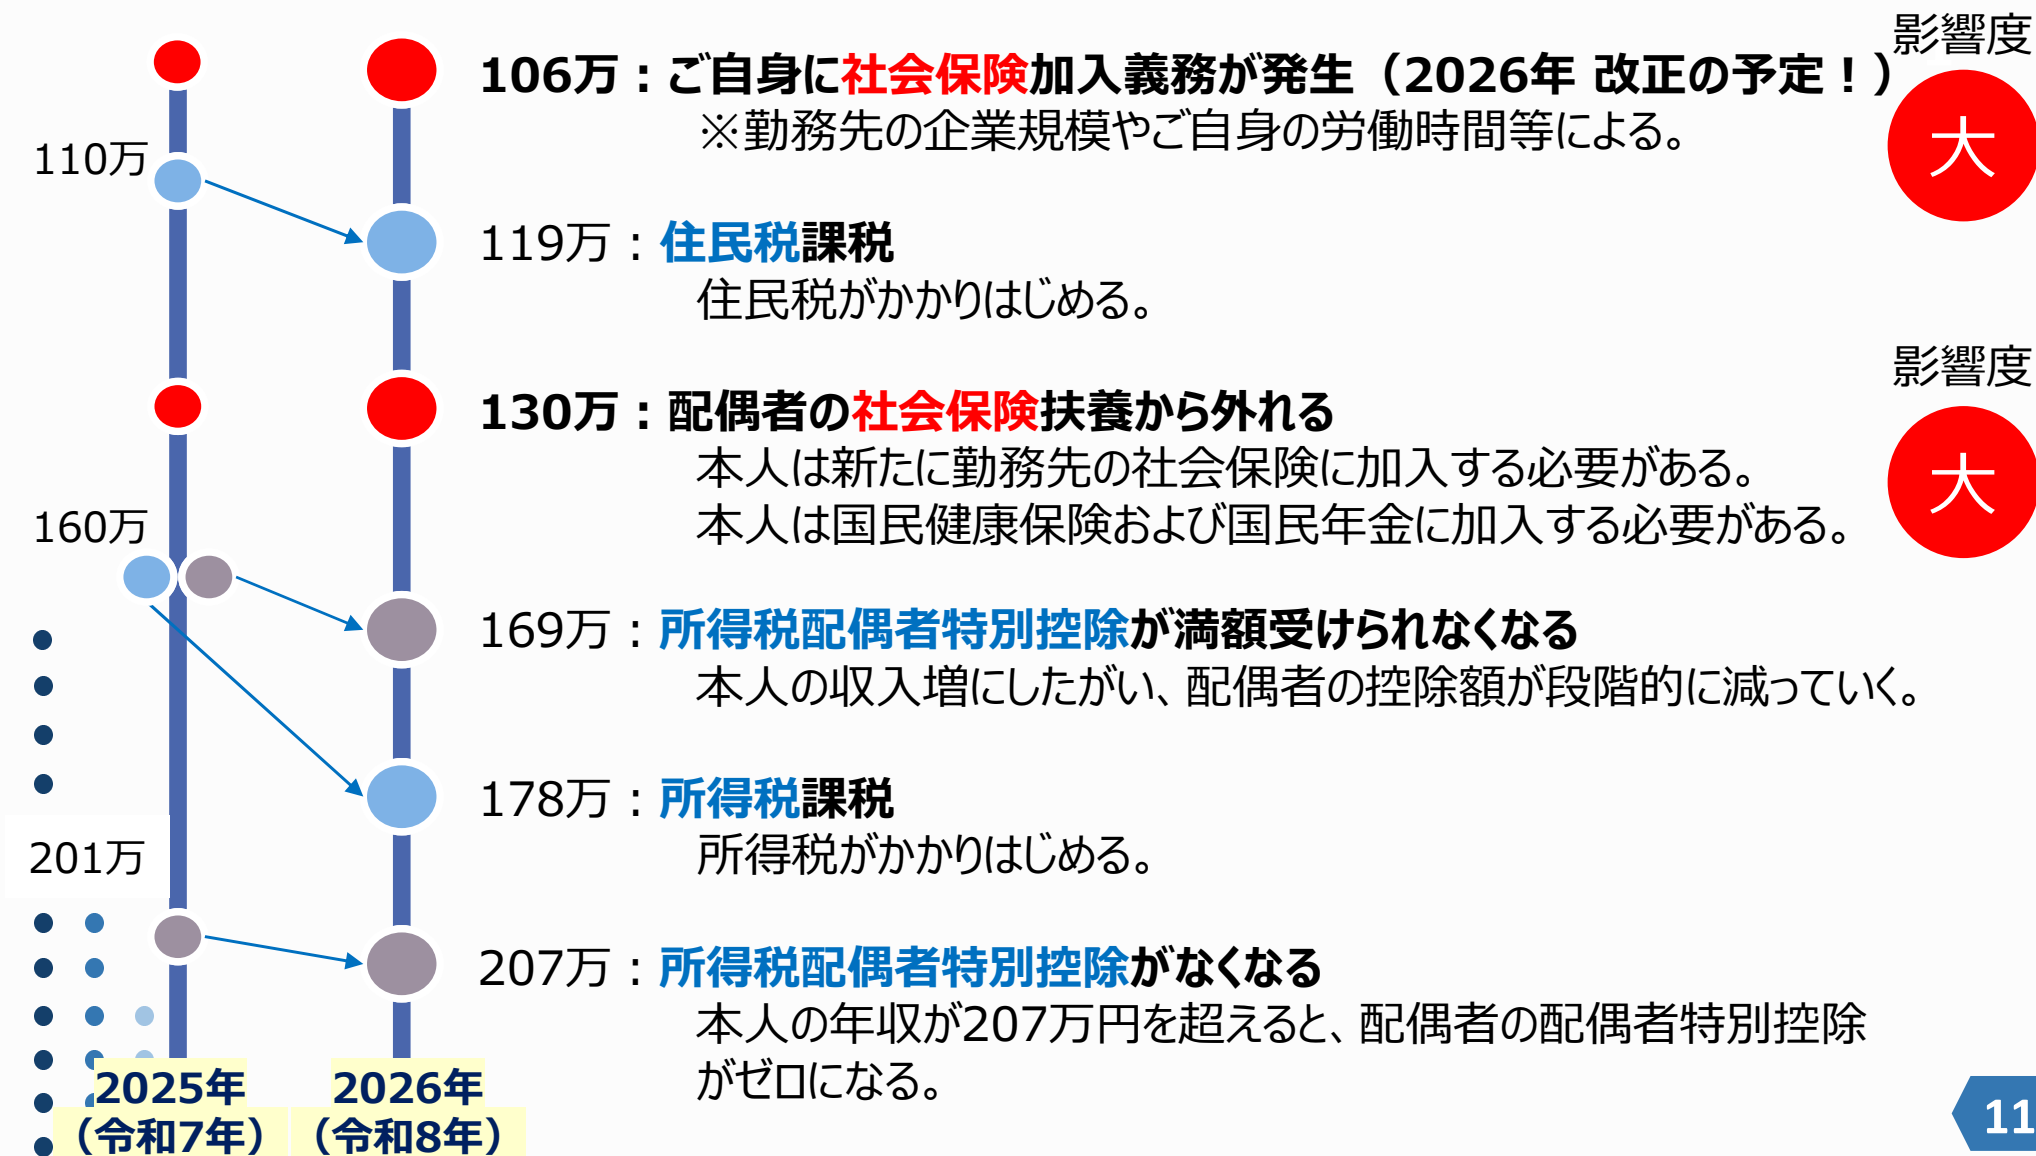 影響度
106万：ご自身に社会保険加入義務が発生（2026年 改正の予定！）
大
※勤務先の企業規模やご自身の労働時間等による。
110万
119万：住民税課税
住民税がかかりはじめる。
影響度
130万：配偶者の社会保険扶養から外れる
大
本人は新たに勤務先の社会保険に加入する必要がある。
本人は国民健康保険および国民年金に加入する必要がある。
160万
169万：所得税配偶者特別控除が満額受けられなくなる
本人の収入増にしたがい、配偶者の控除額が段階的に減っていく。
178万：所得税課税
所得税がかかりはじめる。
201万
207万：所得税配偶者特別控除がなくなる
本人の年収が207万円を超えると、配偶者の配偶者特別控除
がゼロになる。
2025年
（令和7年）
2026年
（令和8年）
11